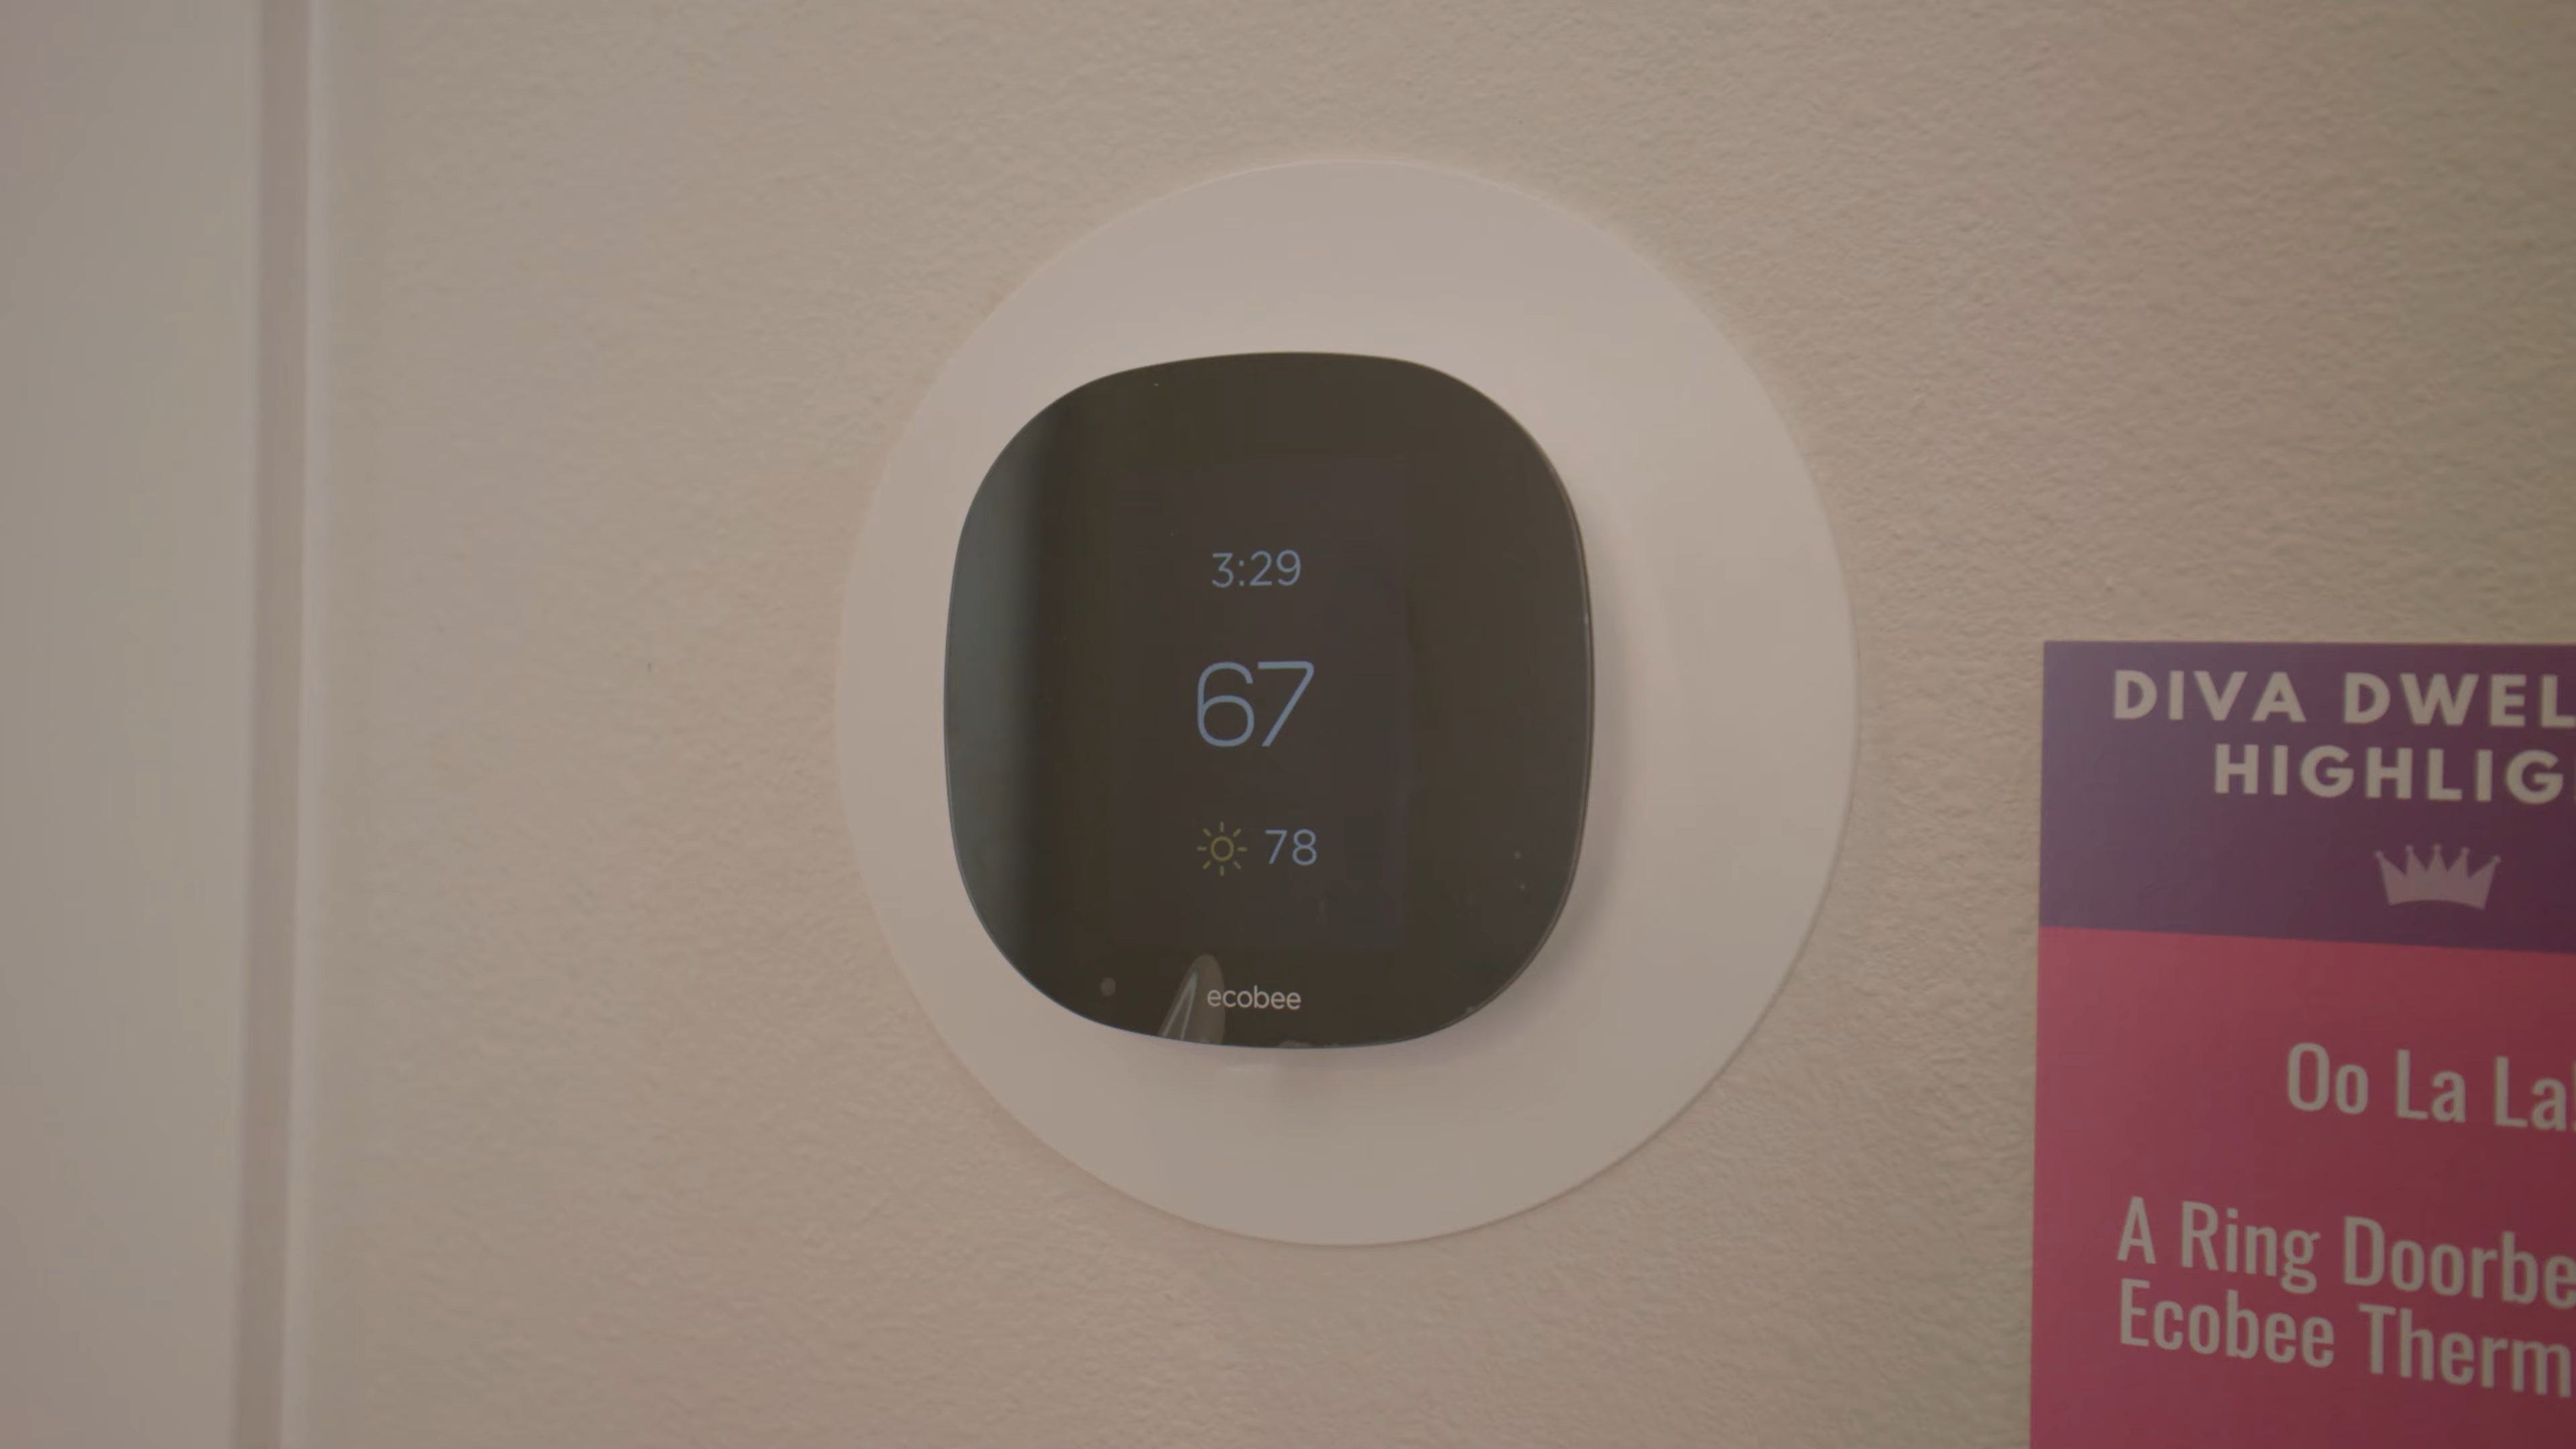 3:29
67
78
ecobee
DIVA DWEL
HIGHLIG
Oo La La!
A Ring Doorbe
Ecobee Therm